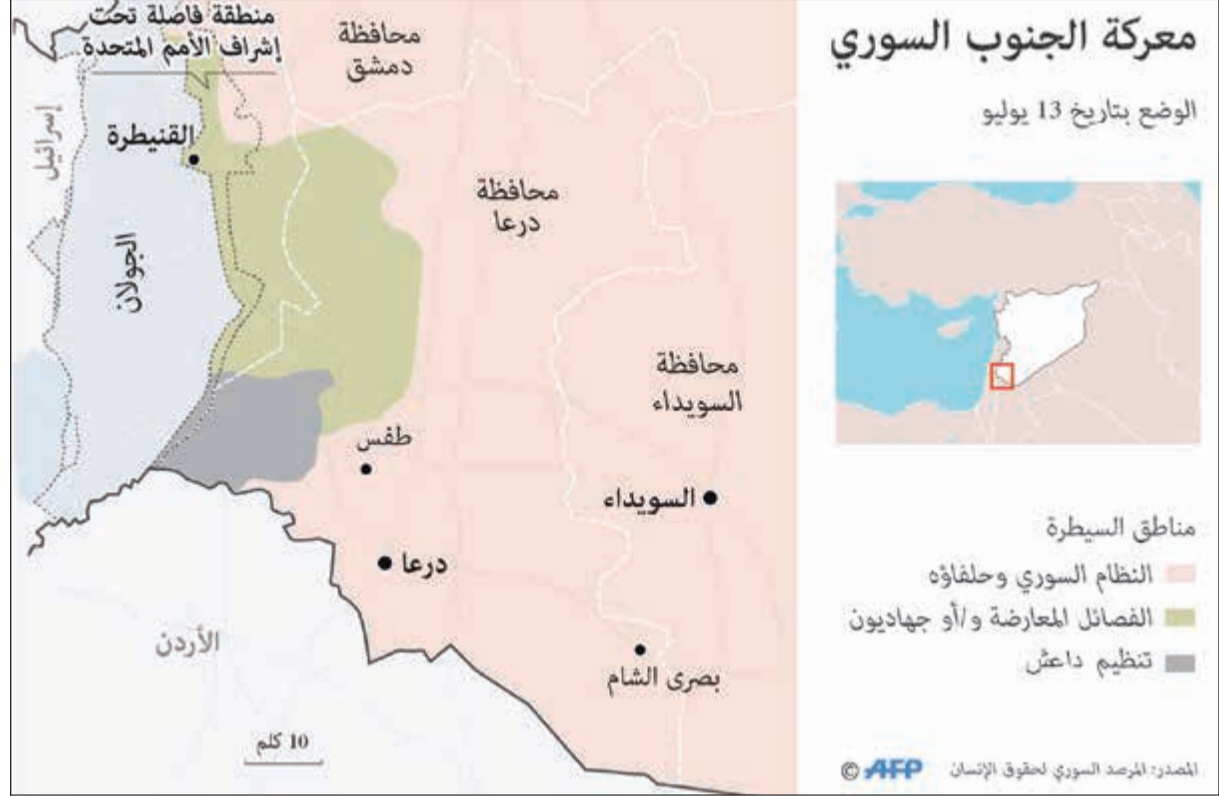 معركة الجنوب السوري
الوضع بتاريخ 13 يوليو
منطقة فاصلة تحت
إشراف الأمم المتحدة
محافظة
دمشق
إسرائيل
القنيطرة
محافظة
درعا
الجولان
محافظة
السويداء
طفس
السويداء
درعا
الأردن
بصرى الشام
10 كلم
مناطق السيطرة
النظام السوري وحلفاؤه
الفصائل المعارضة و/أو جهاديون
تنظيم داعش
المصدر: المرصد السوري لحقوق الإنسان AFP ©